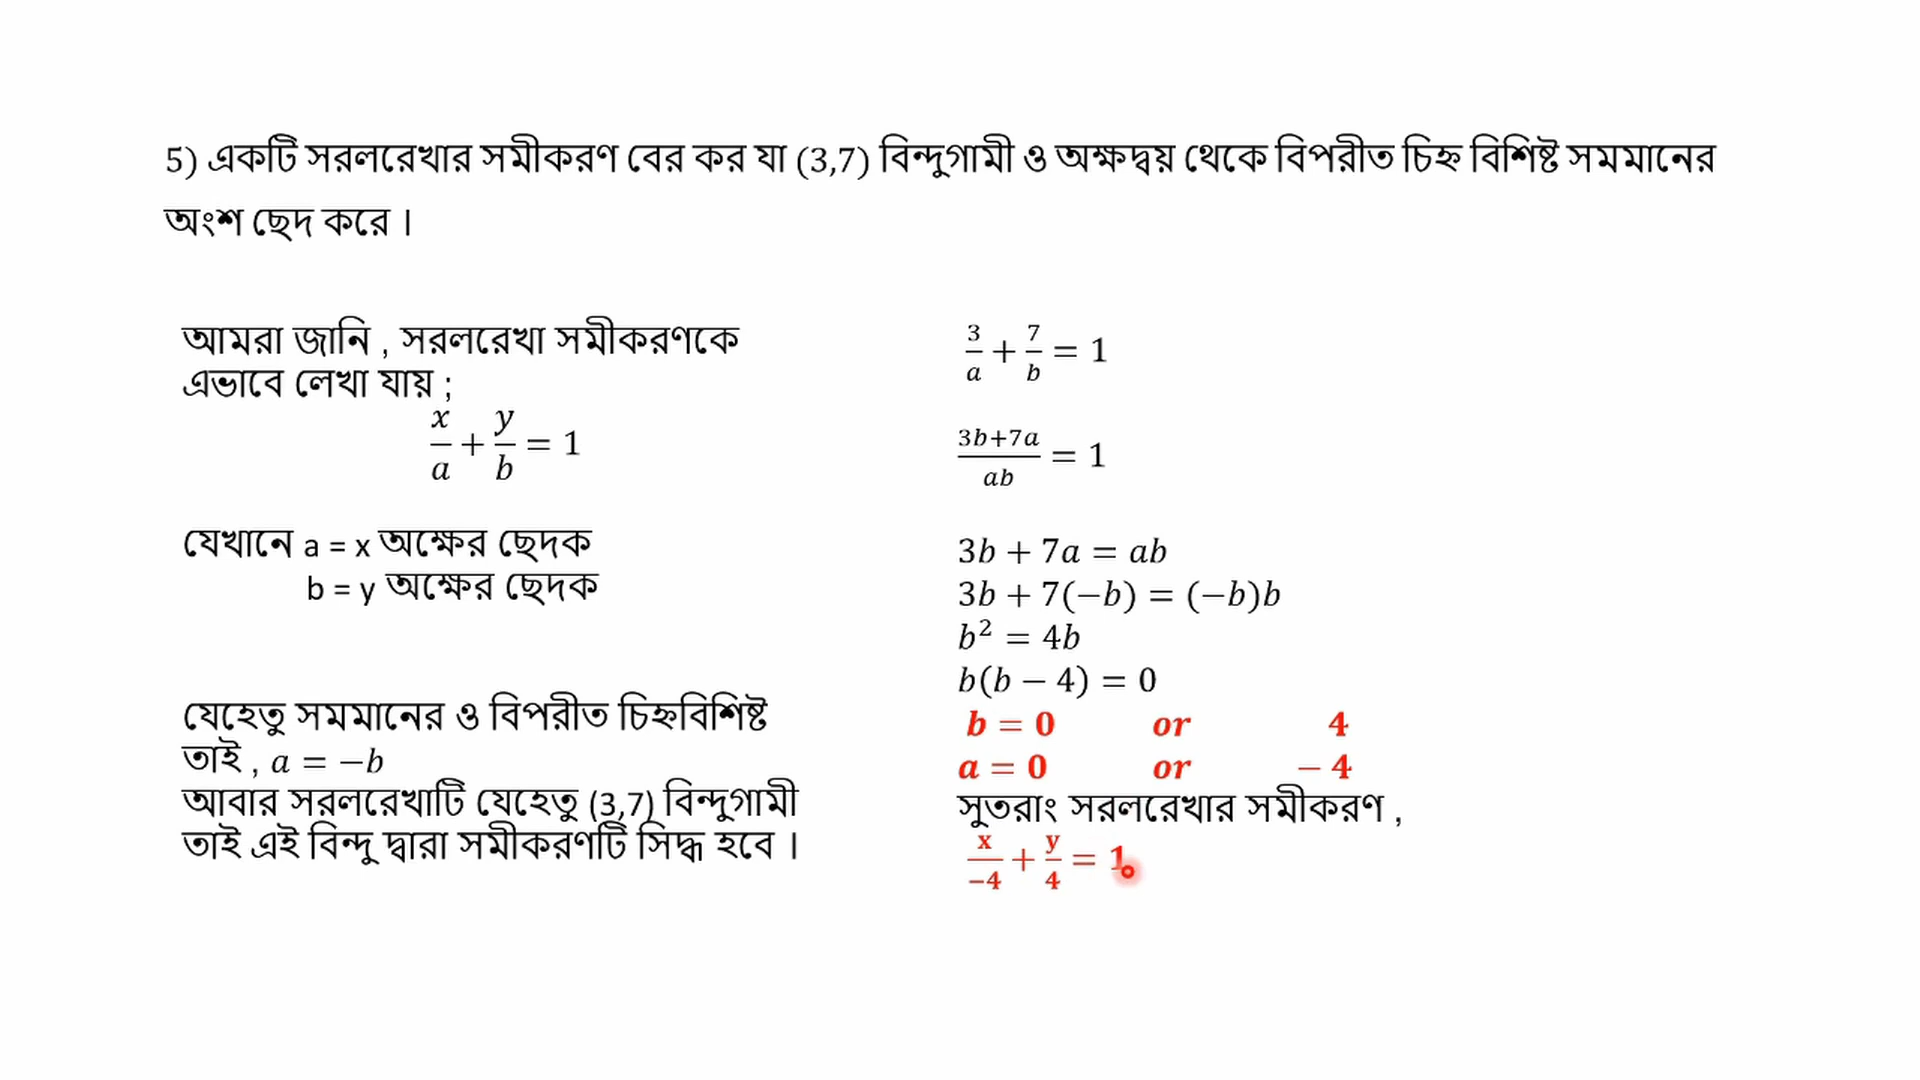 5) একটি সরলরেখার সমীকরণ বের কর যা (3,7) বিন্দুগামী ও অক্ষদ্বয় থেকে বিপরীত চিহ্ন বিশিষ্ট সমমানের
অংশ ছেদ করে ।
আমরা জানি , সরলরেখা সমীকরণকে
এভাবে লেখা যায় ;
x/a + y/b = 1
যেখানে a = x অক্ষের ছেদক
b = y অক্ষের ছেদক
যেহেতু সমমানের ও বিপরীত চিহ্নবিশিষ্ট
তাই , a = −b
আবার সরলরেখাটি যেহেতু (3,7) বিন্দুগামী
তাই এই বিন্দু দ্বারা সমীকরণটি সিদ্ধ হবে ।
3/a + 7/b = 1
3b+7a/ab = 1
3b + 7a = ab
3b + 7(−b) = (−b)b
b² = 4b
b(b − 4) = 0
b = 0 or 4
a = 0 or − 4
সুতরাং সরলরেখার সমীকরণ ,
x/−4 + y/4 = 1